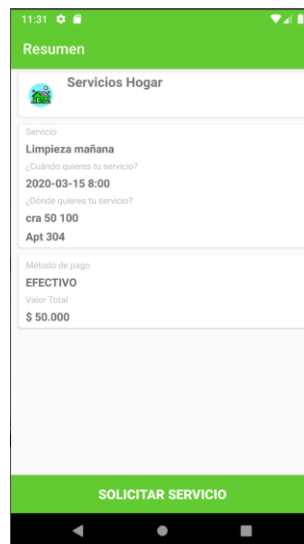 11:31
Resumen
Servicios Hogar
Servicio
Limpieza mañana
¿Cuándo quieres tu servicio?
2020-03-15 8:00
¿Dónde quieres tu servicio?
cra 50 100
Apt 304
Método de pago
EFECTIVO
Valor Total
$ 50.000
SOLICITAR SERVICIO